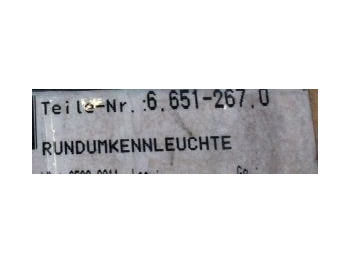 Teile-Nr.:6.651-267.0
RUNDUMKENNLEUCHTE